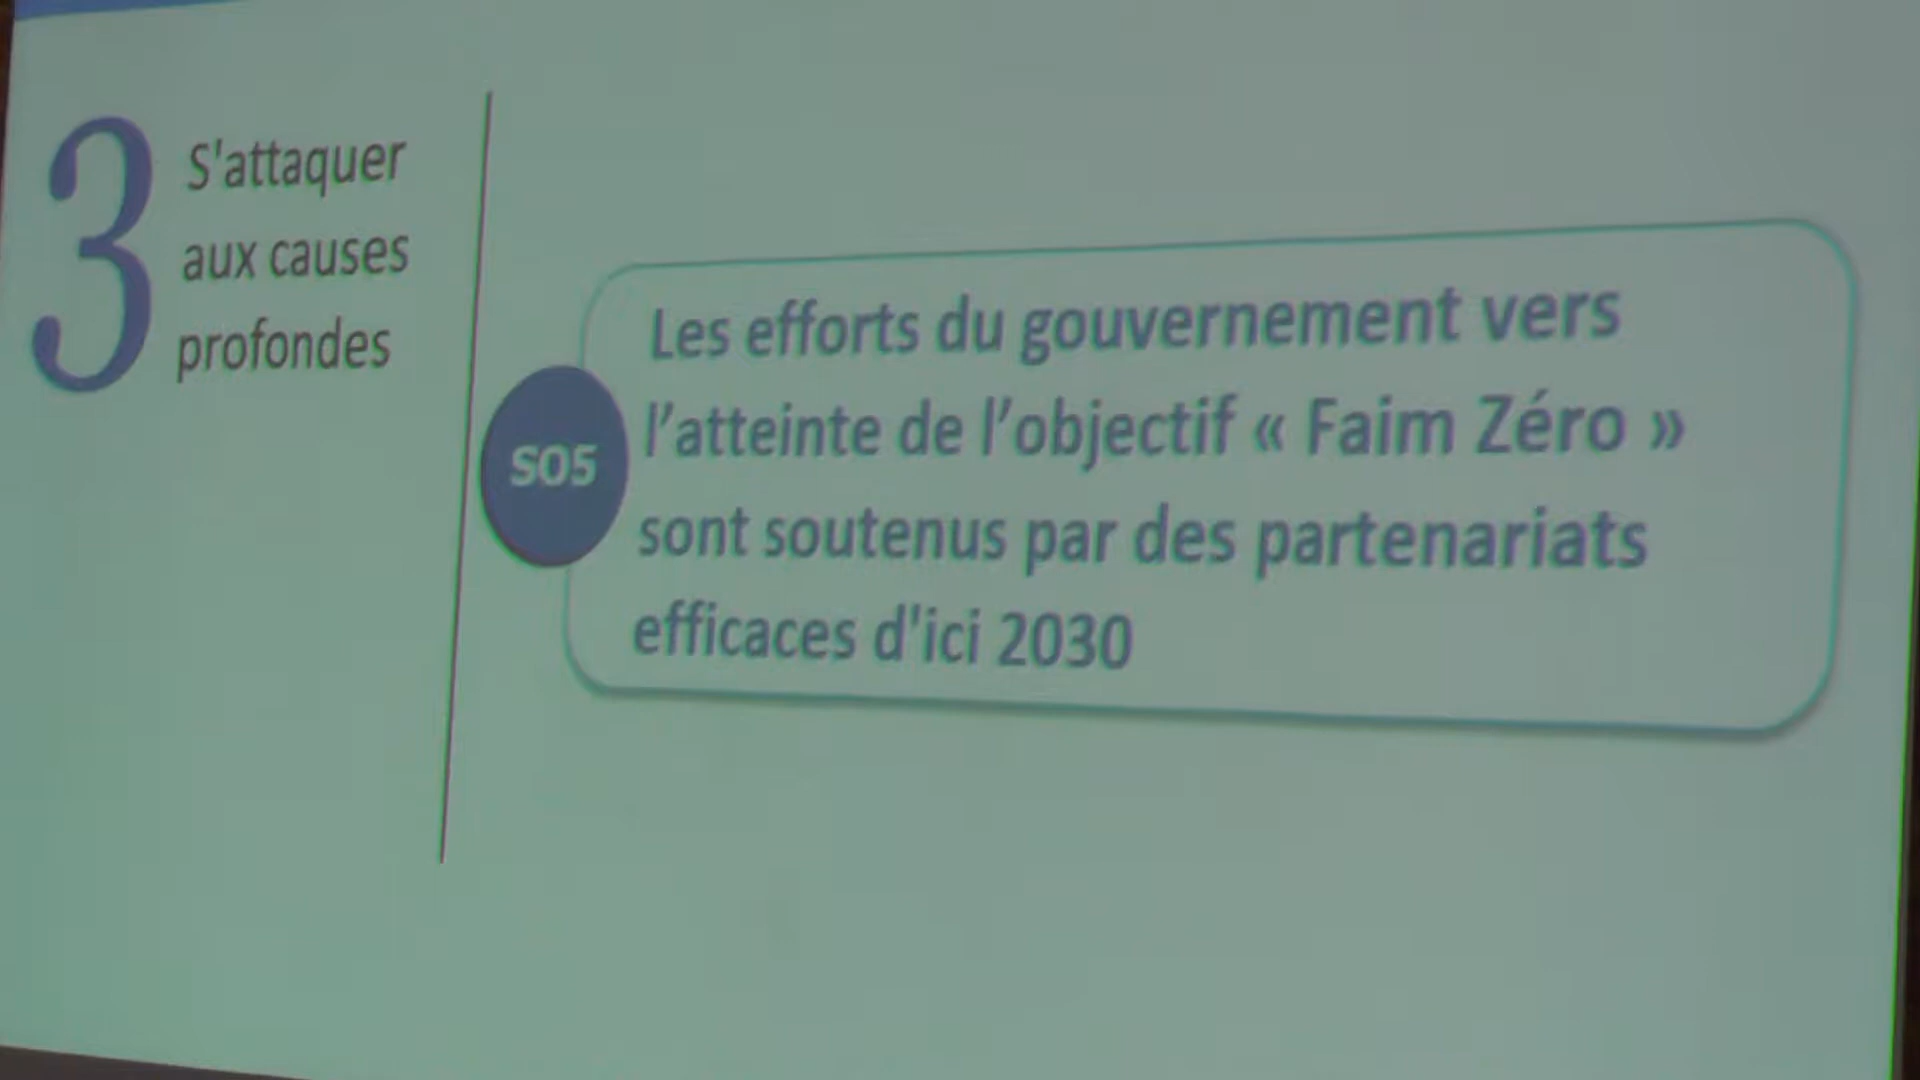 3
S'attaquer
aux causes
profondes
SO5
Les efforts du gouvernement vers
l’atteinte de l’objectif « Faim Zéro »
sont soutenus par des partenariats
efficaces d'ici 2030